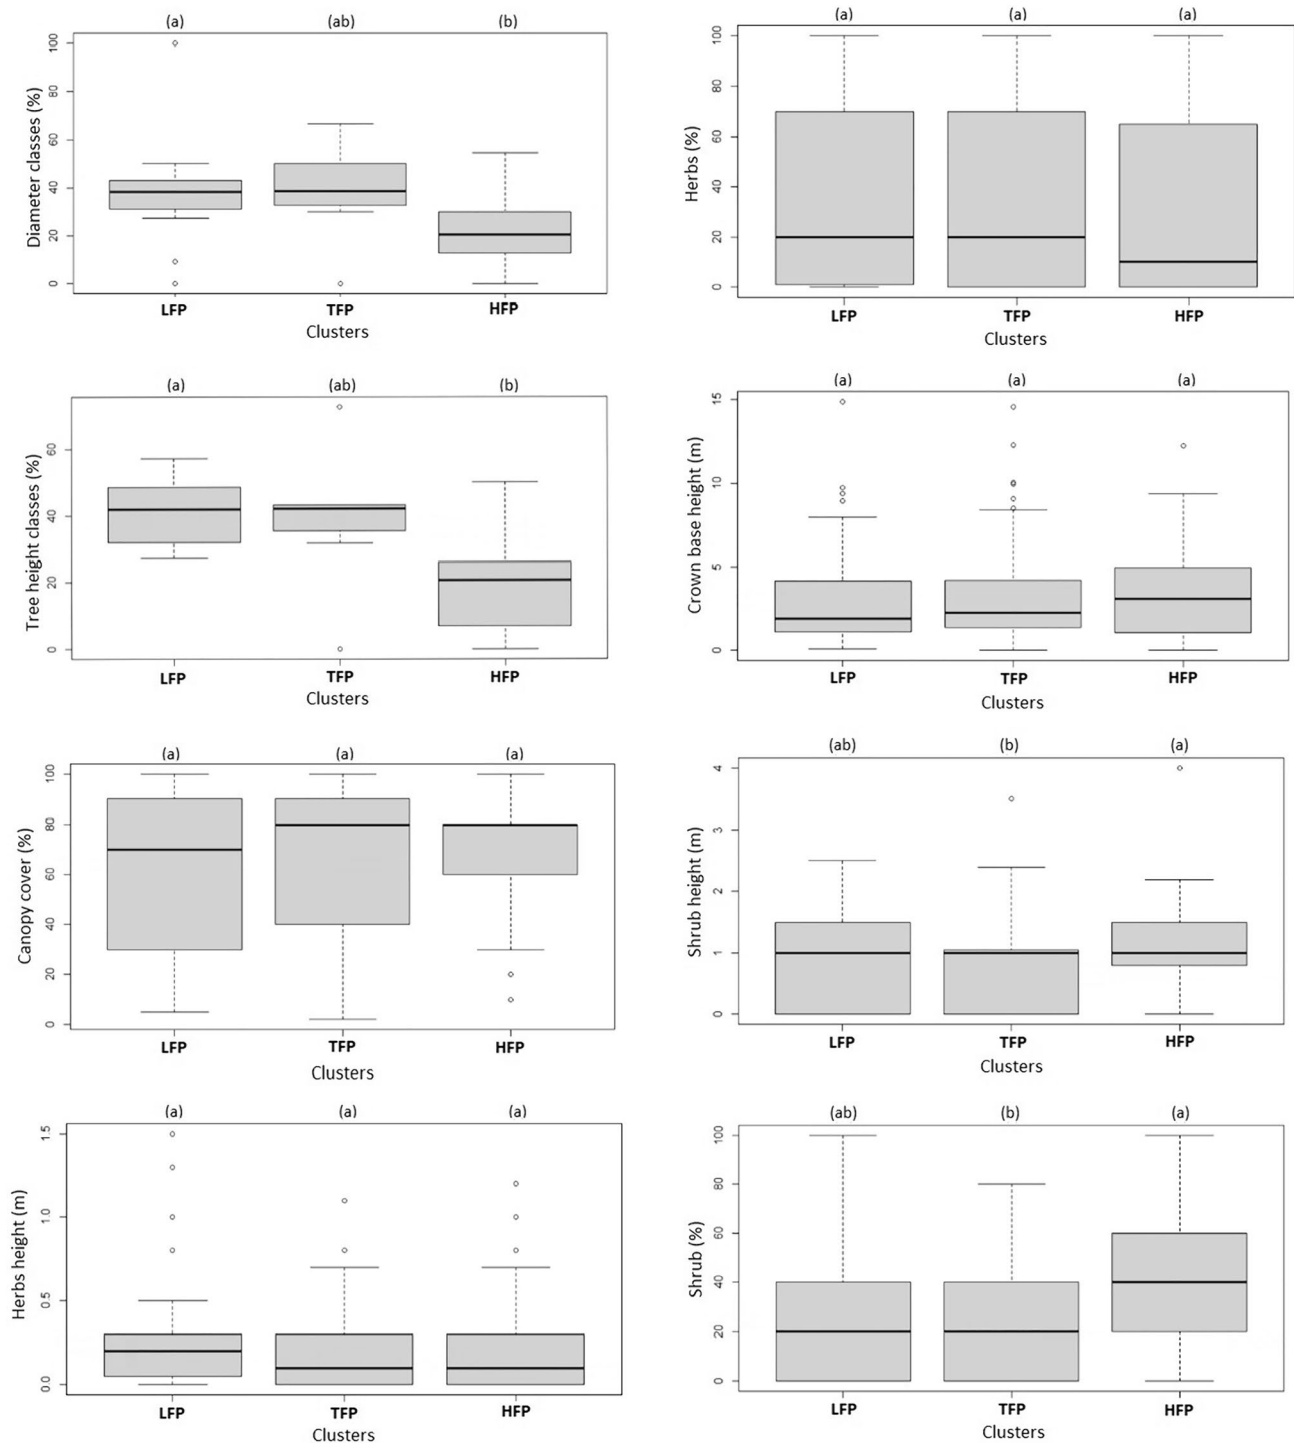 (a) (ab) (b)
Diameter classes (%)
100
80
60
40
20
0
LFP TFP HFP
Clusters
(a) (a) (a)
Herbs (%)
100
80
60
40
20
0
LFP TFP HFP
Clusters
(a) (ab) (b)
Tree height classes (%)
60
40
20
0
LFP TFP HFP
Clusters
(a) (a) (a)
Crown base height (m)
15
10
5
0
LFP TFP HFP
Clusters
(a) (a) (a)
Canopy cover (%)
100
80
60
40
20
0
LFP TFP HFP
Clusters
(ab) (b) (a)
Shrub height (m)
4
3
2
1
0
LFP TFP HFP
Clusters
(a) (a) (a)
Herbs height (m)
1.5
1.0
0.5
0.0
LFP TFP HFP
Clusters
(ab) (b) (a)
Shrub (%)
100
80
60
40
20
0
LFP TFP HFP
Clusters